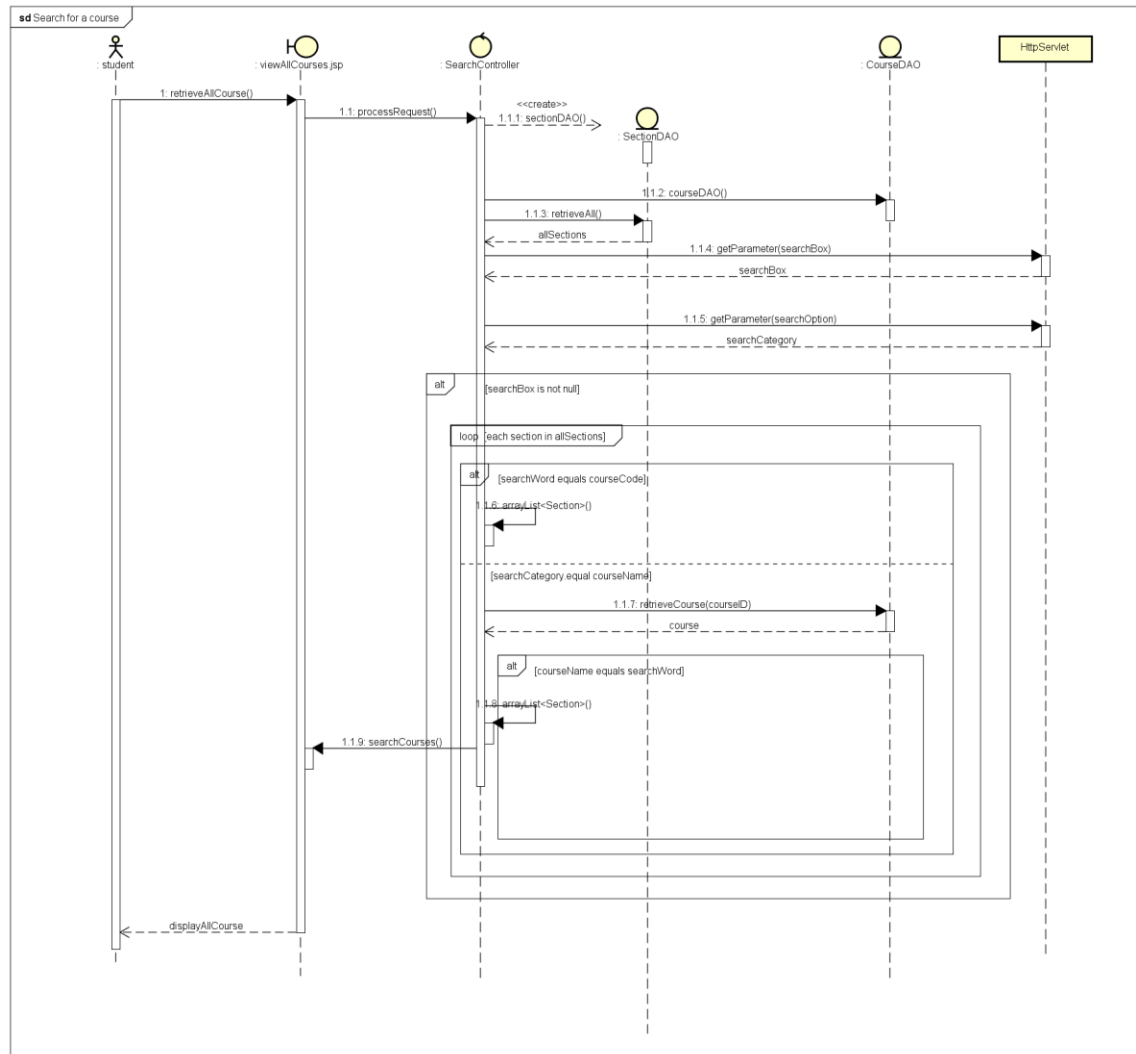 sd Search for a course
: student
: viewAllCourses.jsp
: SearchController
: CourseDAO
HttpServlet
1: retrieveAllCourse()
1.1: processRequest()
<<create>>
1.1.1: sectionDAO()
: SectionDAO
1.1.2: courseDAO()
1.1.3: retrieveAll()
allSections
1.1.4: getParameter(searchBox)
searchBox
1.1.5: getParameter(searchOption)
searchCategory
alt [searchBox is not null]
loop [each section in allSections]
alt [searchWord equals courseCode]
1.1.6: arrayList<Section>()
[searchCategory.equal courseName]
1.1.7: retrieveCourse(courseID)
course
alt [courseName equals searchWord]
1.1.8: arrayList<Section>()
1.1.9: searchCourses()
displayAllCourse